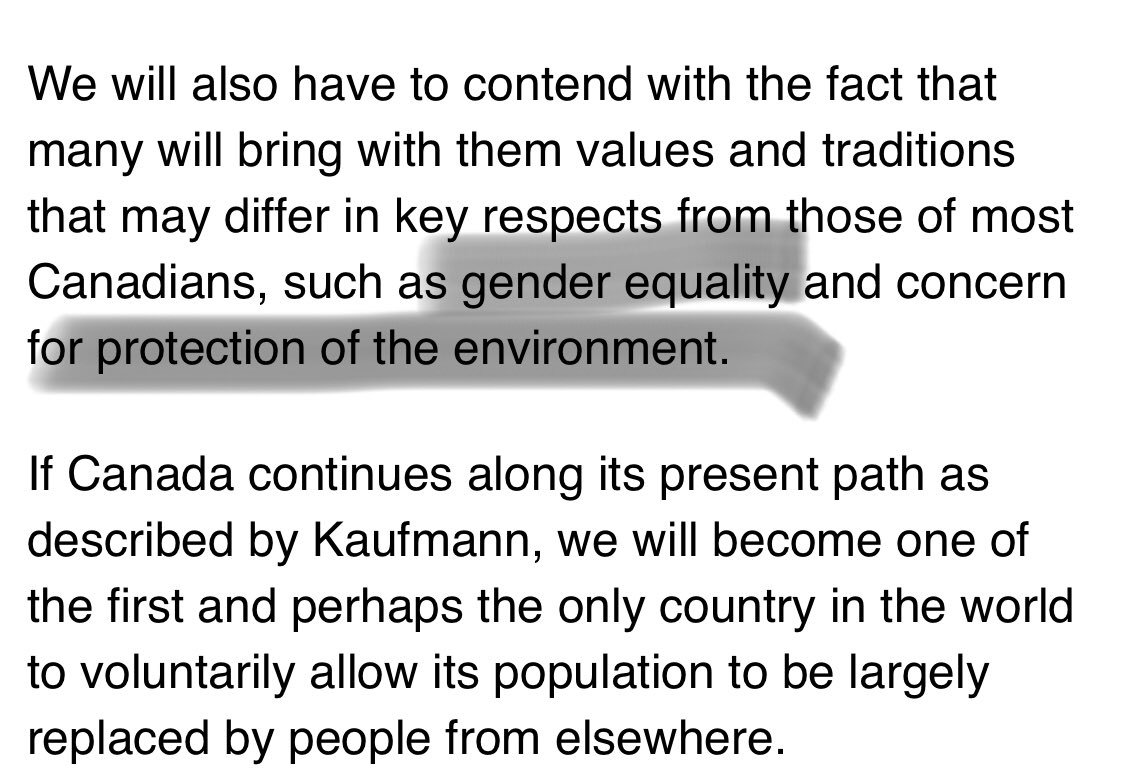 We will also have to contend with the fact that
many will bring with them values and traditions
that may differ in key respects from those of most
Canadians, such as gender equality and concern
for protection of the environment.
If Canada continues along its present path as
described by Kaufmann, we will become one of
the first and perhaps the only country in the world
to voluntarily allow its population to be largely
replaced by people from elsewhere.